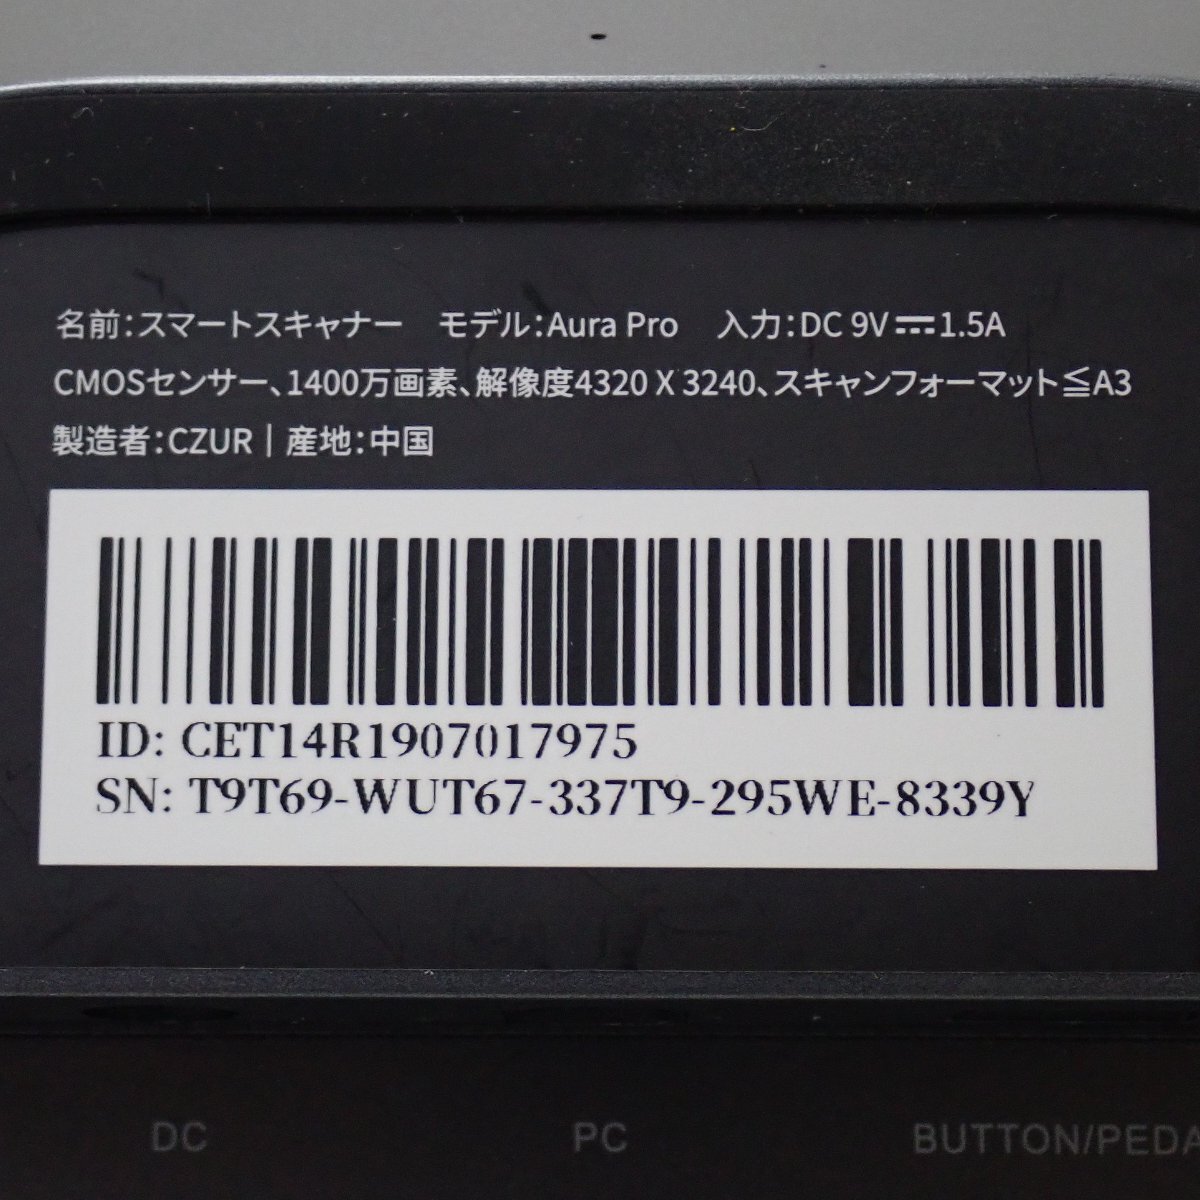 名前：スマートスキャナー　モデル：Aura Pro　入力：DC 9V⎓1.5A
CMOSセンサー、1400万画素、解像度4320 X 3240、スキャンフォーマット≦A3
製造者：CZUR｜産地：中国
ID: CET14R1907017975
SN: T9T69-WUT67-337T9-295WE-8339Y
DC PC BUTTON/PEDA